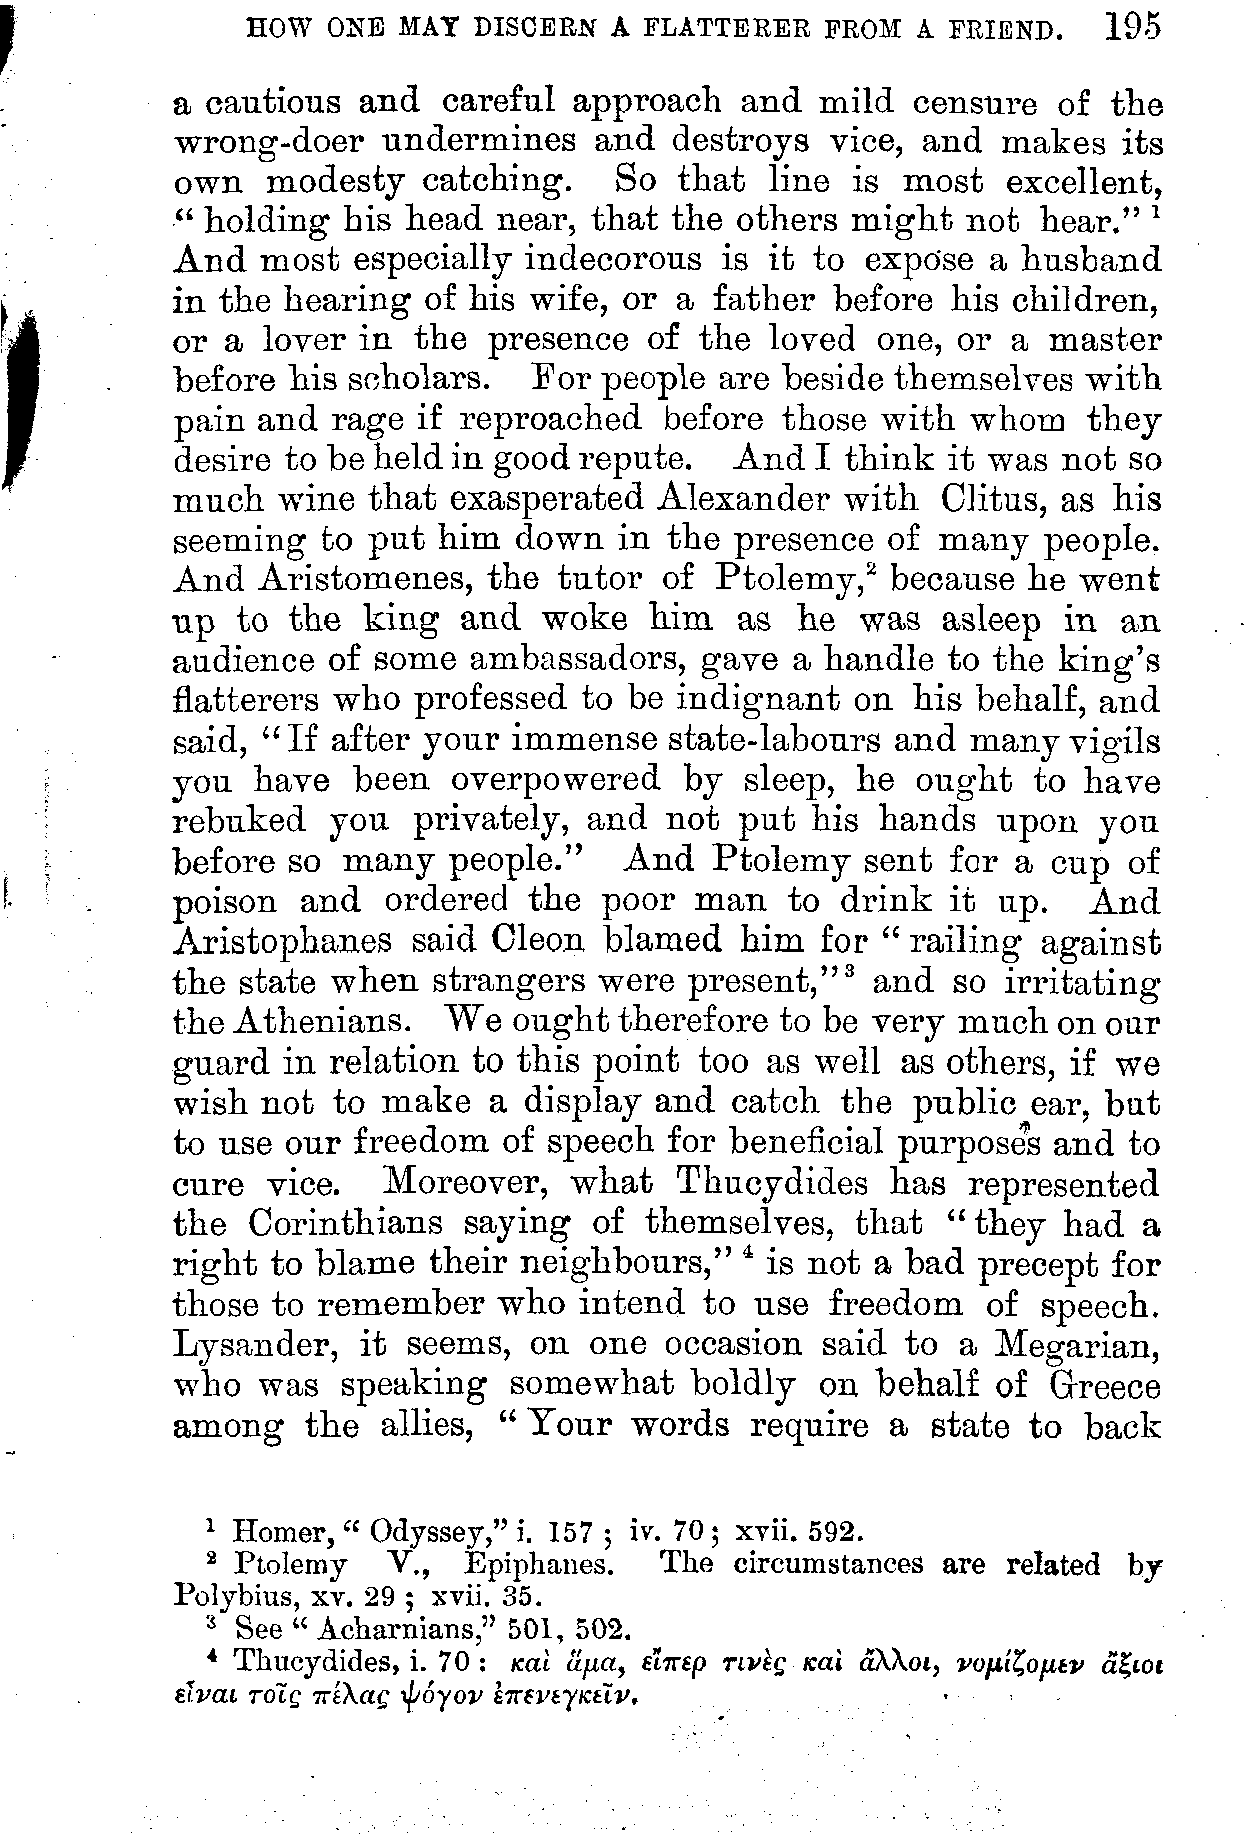 HOW ONE MAY DISCERN A FLATTERER FROM A FRIEND. 195
a cautious and careful approach and mild censure of the
wrong-doer undermines and destroys vice, and makes its
own modesty catching. So that line is most excellent,
“ holding his head near, that the others might not hear.” ¹
And most especially indecorous is it to expose a husband
in the hearing of his wife, or a father before his children,
or a lover in the presence of the loved one, or a master
before his scholars. For people are beside themselves with
pain and rage if reproached before those with whom they
desire to be held in good repute. And I think it was not so
much wine that exasperated Alexander with Clitus, as his
seeming to put him down in the presence of many people.
And Aristomenes, the tutor of Ptolemy,² because he went
up to the king and woke him as he was asleep in an
audience of some ambassadors, gave a handle to the king’s
flatterers who professed to be indignant on his behalf, and
said, “ If after your immense state-labours and many vigils
you have been overpowered by sleep, he ought to have
rebuked you privately, and not put his hands upon you
before so many people.” And Ptolemy sent for a cup of
poison and ordered the poor man to drink it up. And
Aristophanes said Cleon blamed him for “ railing against
the state when strangers were present,”³ and so irritating
the Athenians. We ought therefore to be very much on our
guard in relation to this point too as well as others, if we
wish not to make a display and catch the public ear, but
to use our freedom of speech for beneficial purposes and to
cure vice. Moreover, what Thucydides has represented
the Corinthians saying of themselves, that “ they had a
right to blame their neighbours,” ⁴ is not a bad precept for
those to remember who intend to use freedom of speech.
Lysander, it seems, on one occasion said to a Megarian,
who was speaking somewhat boldly on behalf of Greece
among the allies, “ Your words require a state to back
¹ Homer, “ Odyssey,” i. 157 ; iv. 70 ; xvii. 592.
² Ptolemy V., Epiphanes. The circumstances are related by
Polybius, xv. 29 ; xvii. 35.
³ See “ Acharnians,” 501, 502.
⁴ Thucydides, i. 70 : καὶ ἅμα, εἴπερ τινὲς καὶ ἄλλοι, νομίζομεν ἄξιοι
εἶναι τοῖς πέλας ψόγον ἐπενεγκεῖν.